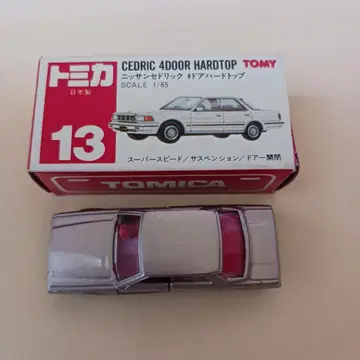 トミカ
日本製
13
CEDRIC 4DOOR HARDTOP
TOMY
ニッサンセドリック 4ドアハードトップ
SCALE 1/65
スーパースピード/サスペンション/ドアー開閉
TOMICA